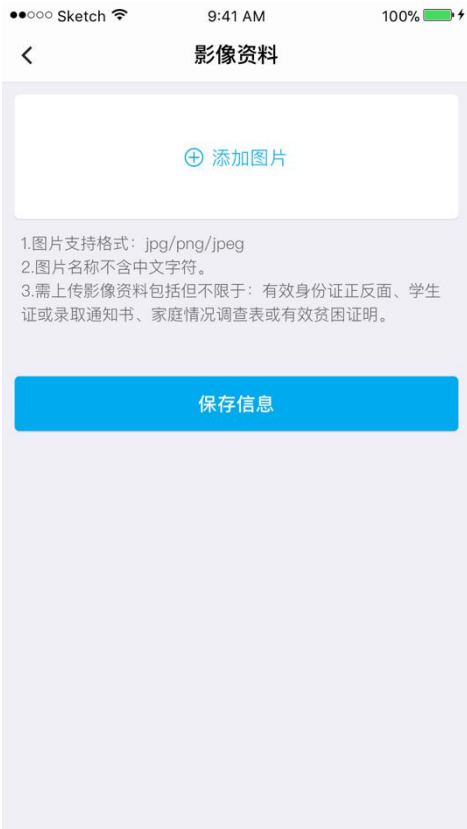 Sketch
9:41 AM
100%
影像资料
添加图片
1.图片支持格式：jpg/png/jpeg
2.图片名称不含中文字符。
3.需上传影像资料包括但不限于：有效身份证正反面、学生
证或录取通知书、家庭情况调查表或有效贫困证明。
保存信息